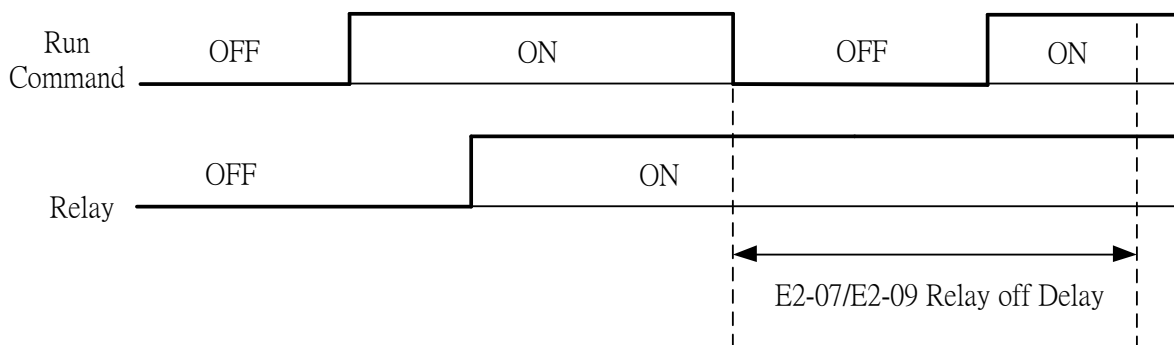 Run
Command
OFF
ON
OFF
ON
Relay
OFF
ON
E2-07/E2-09 Relay off Delay